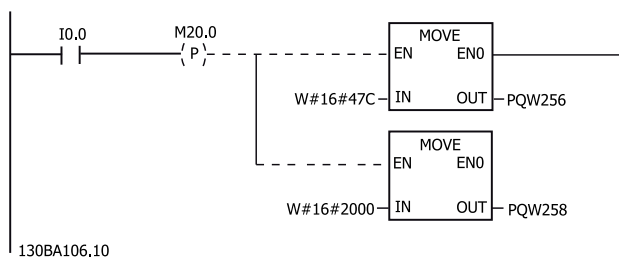 I0.0 M20.0
P
MOVE
EN EN0
W#16#47C IN OUT PQW256
MOVE
EN EN0
W#16#2000 IN OUT PQW258
130BA106.10